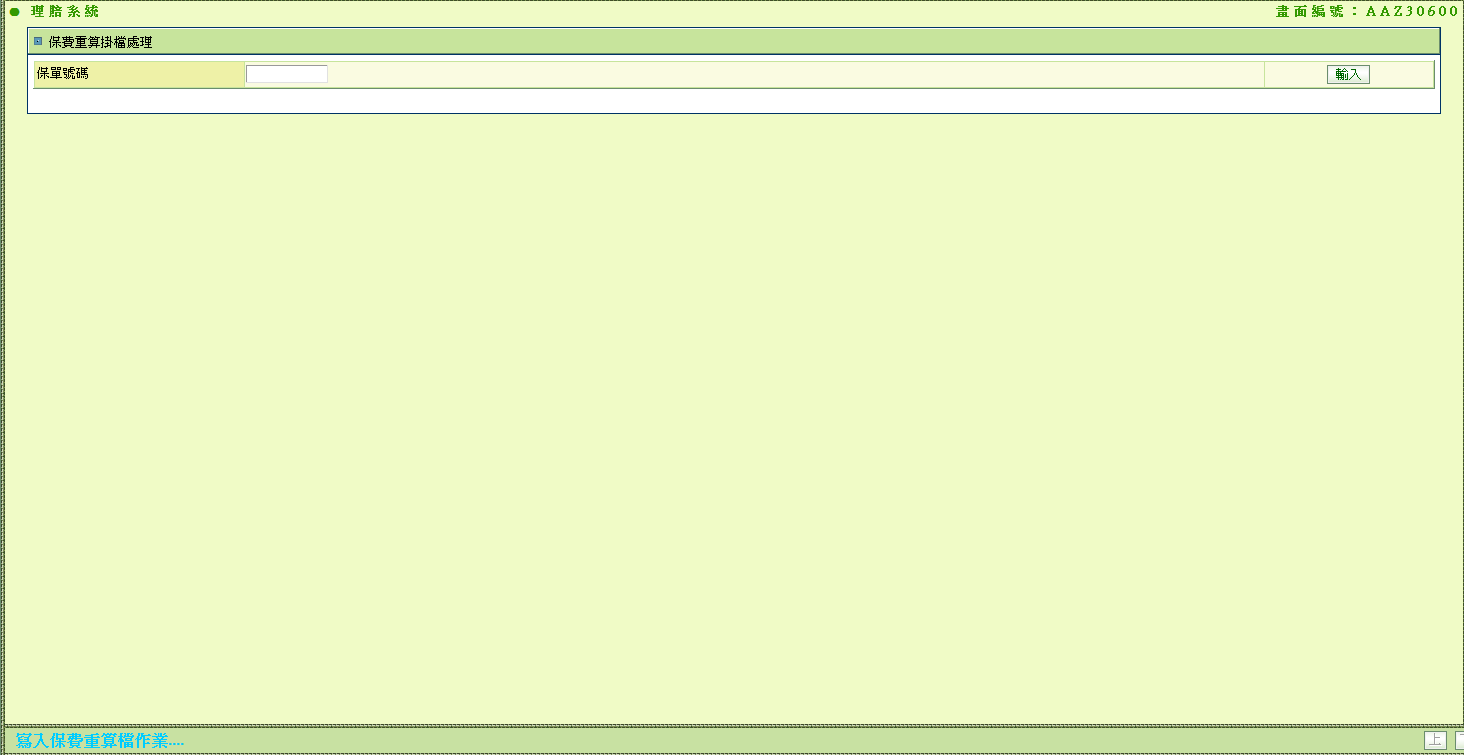 理賠系統
畫面編號：AAZ30600
保費重算掛檔處理
保單號碼
輸入
寫入保費重算檔作業....
上